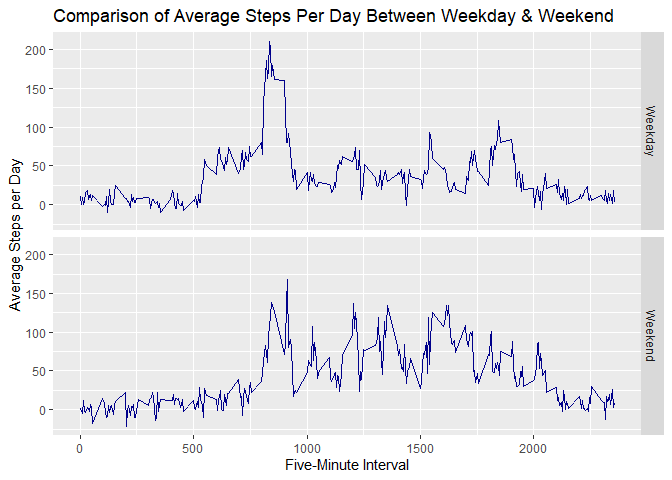 Comparison of Average Steps Per Day Between Weekday & Weekend
Average Steps per Day
200
150
100
50
0
Weekday
200
150
100
50
0
Weekend
0 500 1000 1500 2000
Five-Minute Interval